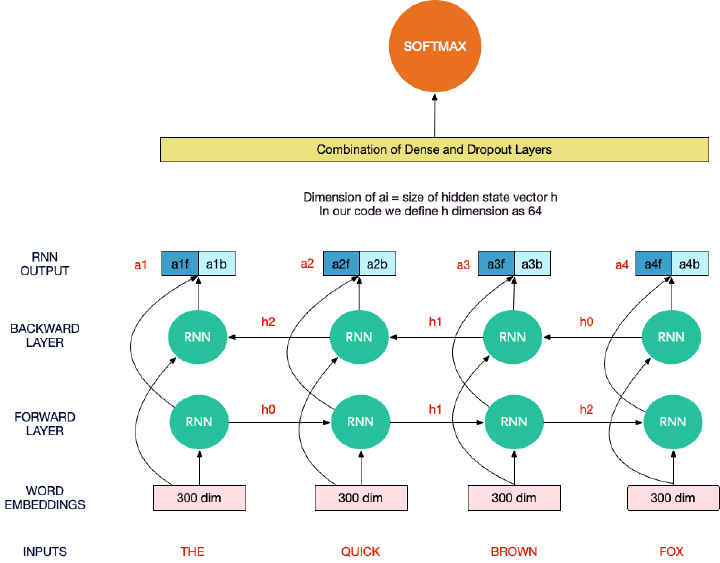 SOFTMAX
Combination of Dense and Dropout Layers
Dimension of ai = size of hidden state vector h
In our code we define h dimension as 64
RNN
OUTPUT
a1 a1f a1b a2 a2f a2b a3 a3f a3b a4 a4f a4b
BACKWARD
LAYER
RNN h2 RNN h1 RNN h0 RNN
FORWARD
LAYER
RNN h0 RNN h1 RNN h2 RNN
WORD
EMBEDDINGS
300 dim 300 dim 300 dim 300 dim
INPUTS THE QUICK BROWN FOX